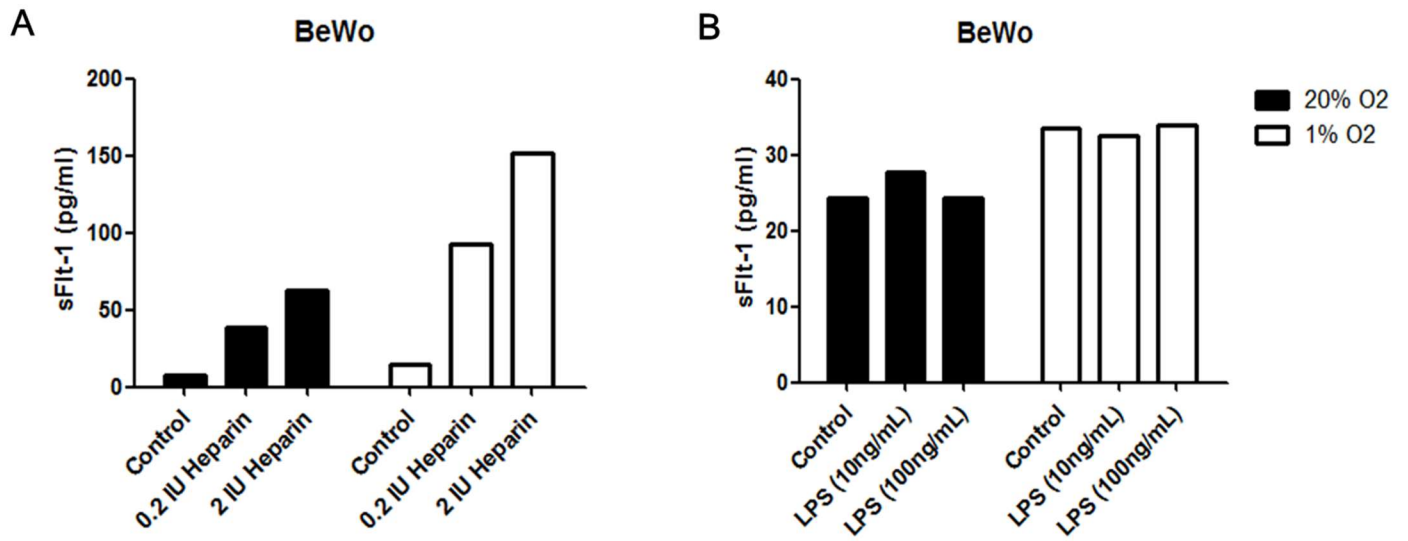 A
BeWo
sFlt-1 (pg/ml)
200
150
100
50
0
Control
0.2 IU Heparin
2 IU Heparin
Control
0.2 IU Heparin
2 IU Heparin
B
BeWo
sFlt-1 (pg/ml)
40
30
20
10
0
Control
LPS (10ng/mL)
LPS (100ng/mL)
Control
LPS (10ng/mL)
LPS (100ng/mL)
20% O2
1% O2